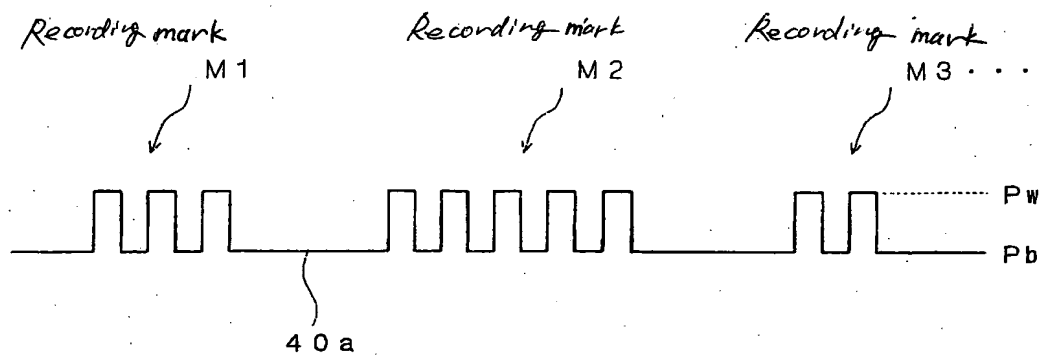 Recording mark Recording mark Recording mark
M1 M2 M3 · · ·
Pw
Pb
40a